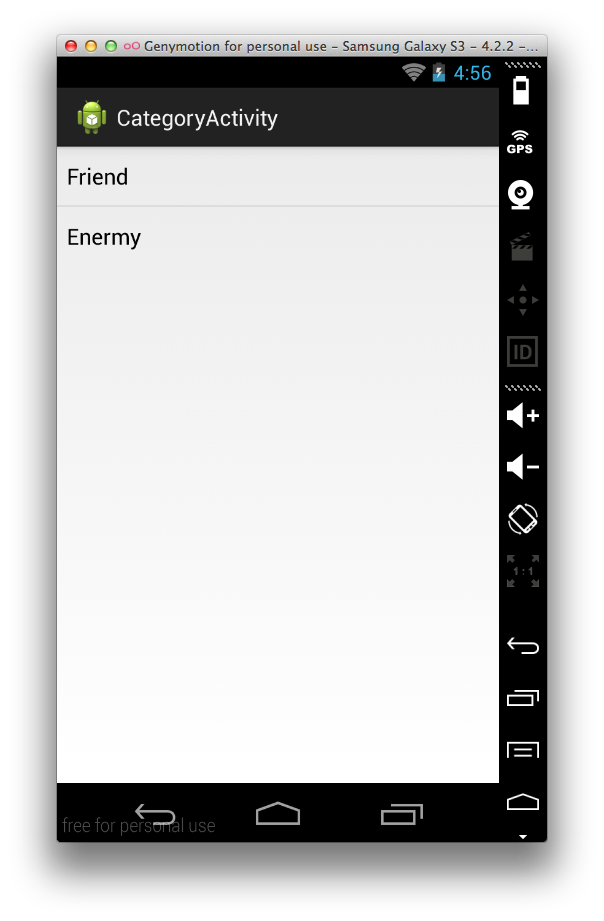 Genymotion for personal use - Samsung Galaxy S3 - 4.2.2 -...
4:56
CategoryActivity
GPS
Friend
Enermy
ID
1:1
free for personal use